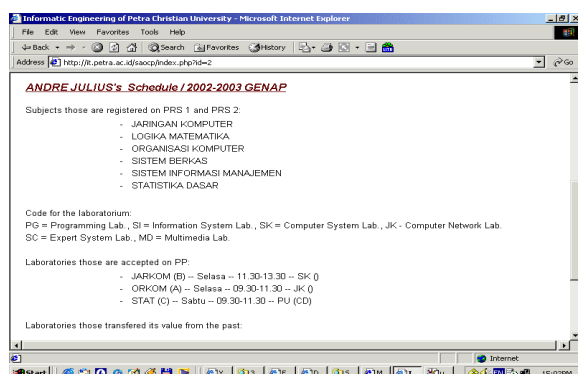 Informatic Engineering of Petra Christian University - Microsoft Internet Explorer
File Edit View Favorites Tools Help
Back Search Favorites History
Address http://it.petra.ac.id/saocp/index.php?id=2 Go
ANDRE JULIUS's Schedule / 2002-2003 GENAP
Subjects those are registered on PRS 1 and PRS 2:
- JARINGAN KOMPUTER
- LOGIKA MATEMATIKA
- ORGANISASI KOMPUTER
- SISTEM BERKAS
- SISTEM INFORMASI MANAJEMEN
- STATISTIKA DASAR
Code for the laboratorium:
PG = Programming Lab., SI = Information System Lab., SK = Computer System Lab., JK - Computer Network Lab.
SC = Expert System Lab., MD = Multimedia Lab.
Laboratories those are accepted on PP:
- JARKOM (B) -- Selasa -- 11.30-13.30 -- SK ()
- ORKOM (A) -- Selasa -- 09.30-11.30 -- JK ()
- STAT (C) -- Sabtu -- 09.30-11.30 -- PU (CD)
Laboratories those transfered its value from the past:
Internet
Start EN 15:02PM